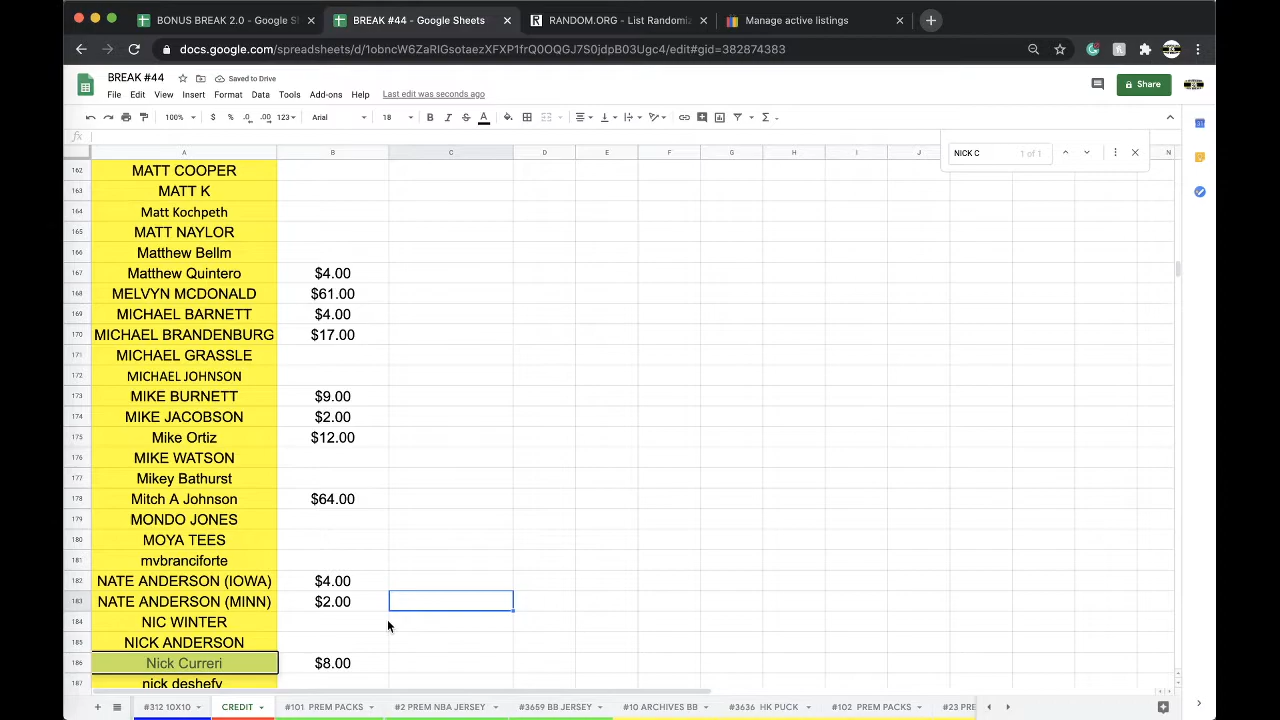 BONUS BREAK 2.0 - Google Sh
BREAK #44 - Google Sheets
RANDOM.ORG - List Randomiz
Manage active listings
docs.google.com/spreadsheets/d/1obncW6ZaRIGsotaezXFXP1frQ0OQGJ7S0jdpB03Ugc4/edit#gid=382874383
BREAK #44
Saved to Drive
File Edit View Insert Format Data Tools Add-ons Help Last edit was seconds ago
Share
100% $ % .0 .00 123 Arial 18 B I S A
fx
NICK C 1 of 1
A B C D E F G H I J N
162 MATT COOPER
163 MATT K
164 Matt Kochpeth
165 MATT NAYLOR
166 Matthew Bellm
167 Matthew Quintero $4.00
168 MELVYN MCDONALD $61.00
169 MICHAEL BARNETT $4.00
170 MICHAEL BRANDENBURG $17.00
171 MICHAEL GRASSLE
172 MICHAEL JOHNSON
173 MIKE BURNETT $9.00
174 MIKE JACOBSON $2.00
175 Mike Ortiz $12.00
176 MIKE WATSON
177 Mikey Bathurst
178 Mitch A Johnson $64.00
179 MONDO JONES
180 MOYA TEES
181 mvbranciforte
182 NATE ANDERSON (IOWA) $4.00
183 NATE ANDERSON (MINN) $2.00
184 NIC WINTER
185 NICK ANDERSON
186 Nick Curreri $8.00
187 nick deshefy
#312 10X10 CREDIT #101 PREM PACKS #2 PREM NBA JERSEY #3659 BB JERSEY #10 ARCHIVES BB #3636 HK PUCK #102 PREM PACKS #23 PRE